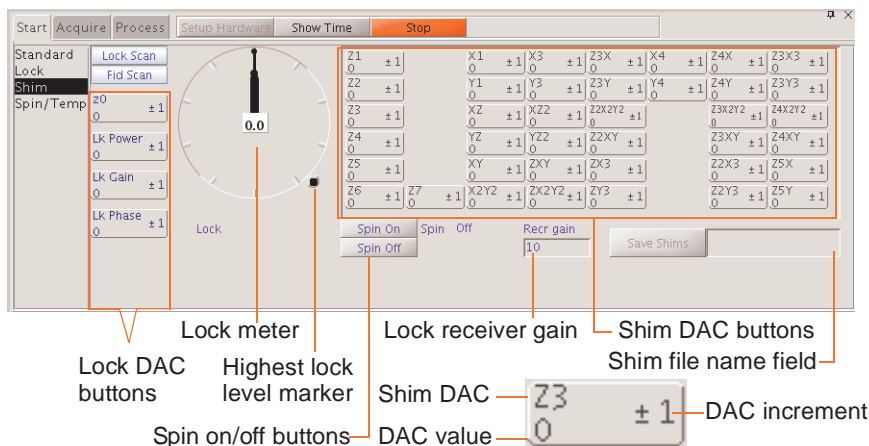 Start Acquire Process Setup Hardware Show Time Stop
Standard
Lock
Shim
Spin/Temp
Lock Scan
Fid Scan
z0
0 ±1
Lk Power
0 ±1
Lk Gain
0 ±1
Lk Phase
0 ±1
0.0
Lock
Z1 X1 X3 Z3X X4 Z4X Z3X3
0 ±1 0 ±1 0 ±1 0 ±1 0 ±1 0 ±1 0 ±1
Z2 Y1 Y3 Z3Y Y4 Z4Y Z3Y3
0 ±1 0 ±1 0 ±1 0 ±1 0 ±1 0 ±1 0 ±1
Z3 XZ XZ2 Z2X2Y2 Z3X2Y2 Z4X2Y2
0 ±1 0 ±1 0 ±1 0 ±1 0 ±1 0 ±1
Z4 YZ YZ2 Z2XY Z3XY Z4XY
0 ±1 0 ±1 0 ±1 0 ±1 0 ±1 0 ±1
Z5 XY ZXY ZX3 Z2X3 Z5X
0 ±1 0 ±1 0 ±1 0 ±1 0 ±1 0 ±1
Z6 Z7 X2Y2 ZX2Y2 ZY3 Z2Y3 Z5Y
0 ±1 0 ±1 0 ±1 0 ±1 0 ±1 0 ±1 0 ±1
Spin On Spin Off Recr gain
Spin Off 10 Save Shims
Lock meter Lock receiver gain Shim DAC buttons
Shim file name field
Lock DAC
buttons
Highest lock
level marker
Shim DAC
Z3
0 ±1
DAC increment
Spin on/off buttons DAC value